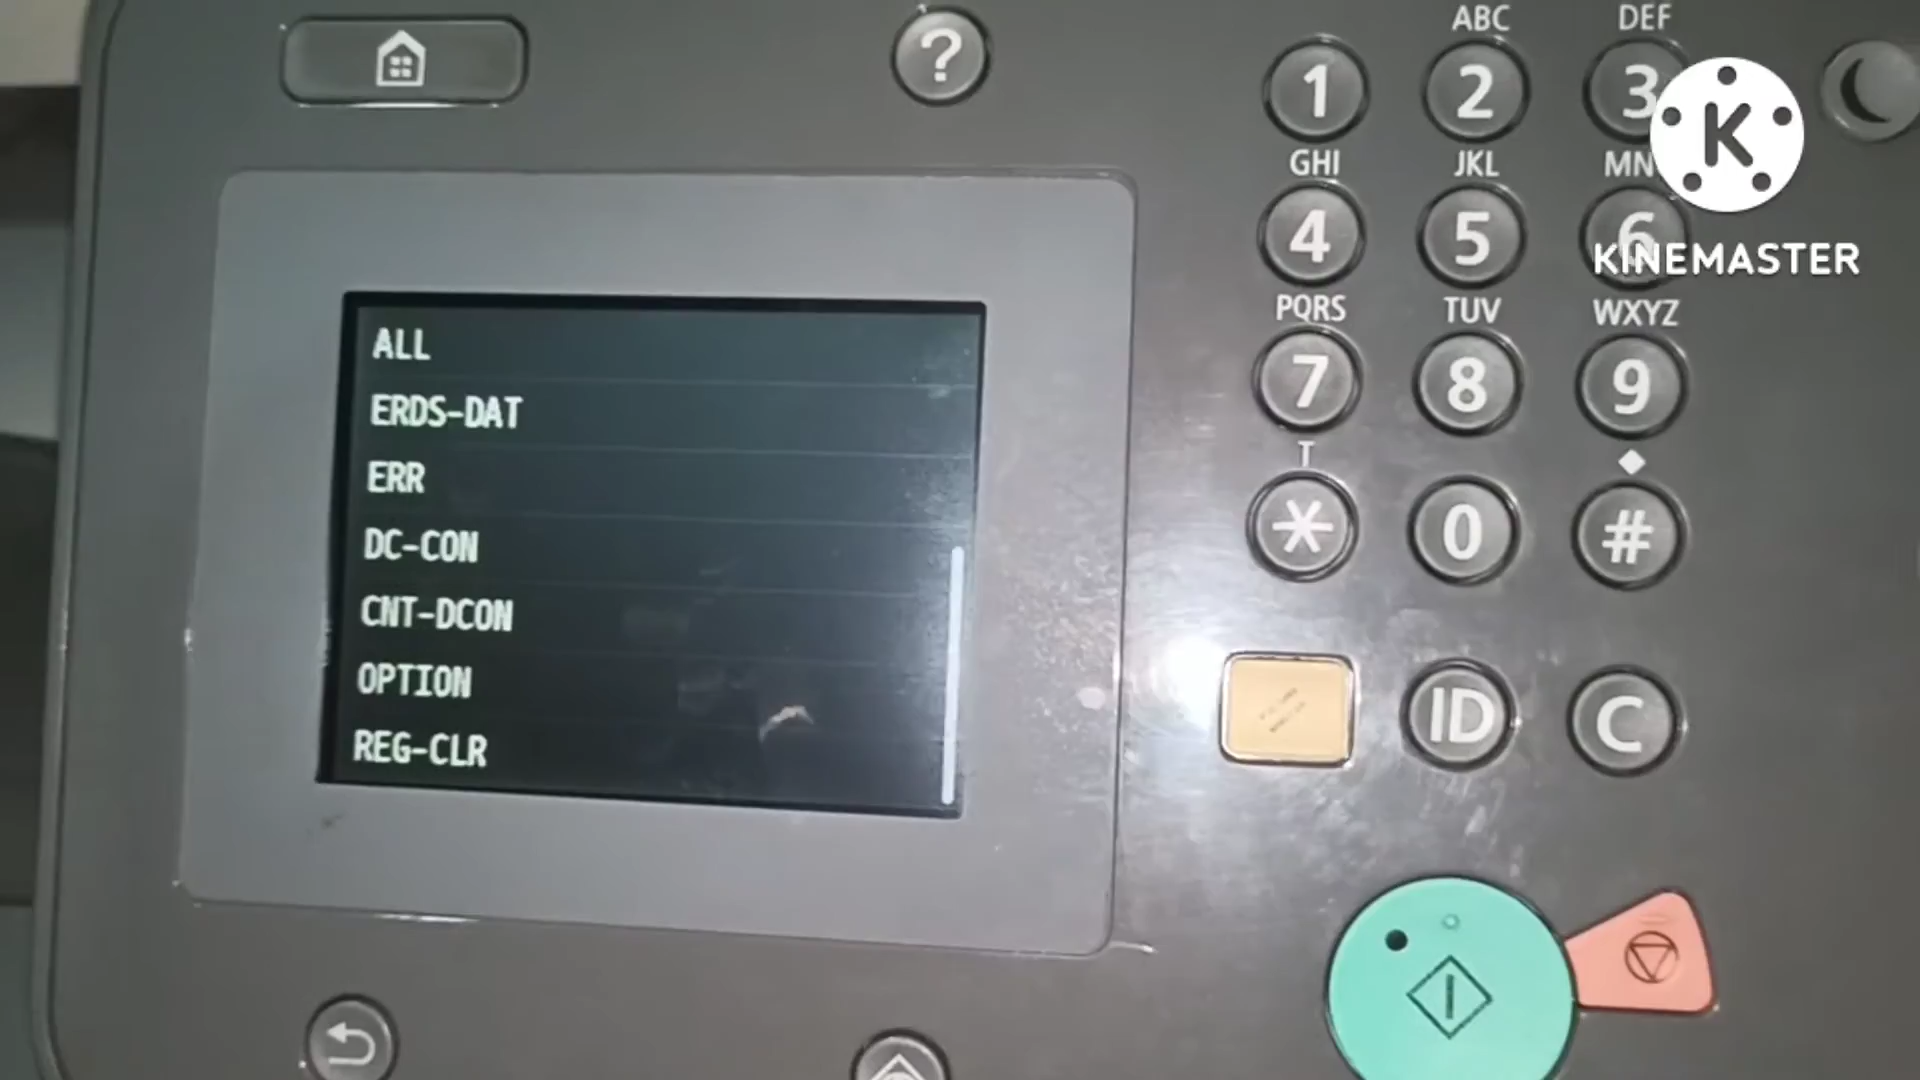 ABC
DEF
?
1
2
3
K
GHI
JKL
MN
4
5
6
KINEMASTER
PQRS
TUV
WXYZ
7
8
9
T
*
0
#
ALL
ERDS-DAT
ERR
DC-CON
CNT-DCON
OPTION
REG-CLR
ID
C